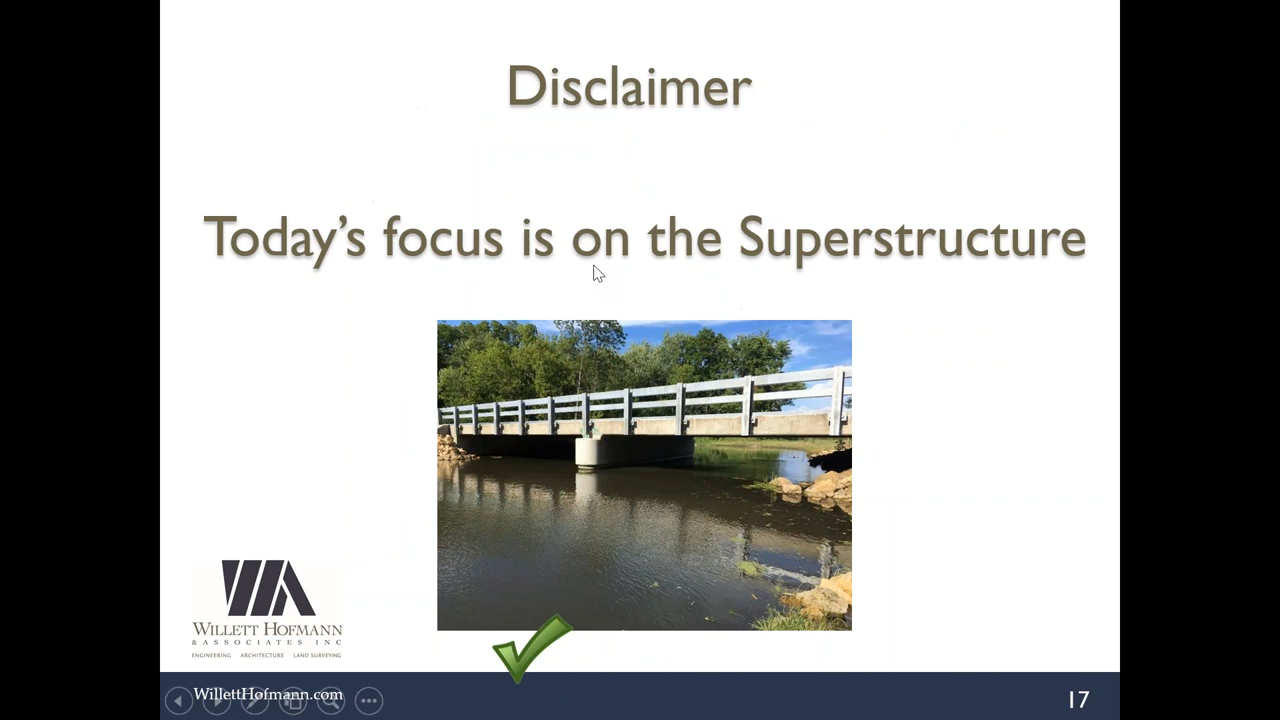 Disclaimer
Today's focus is on the Superstructure
WILLETT HOFMANN
& ASSOCIATES INC
ENGINEERING ARCHITECTURE LAND SURVEYING
WillettHofmann.com
17